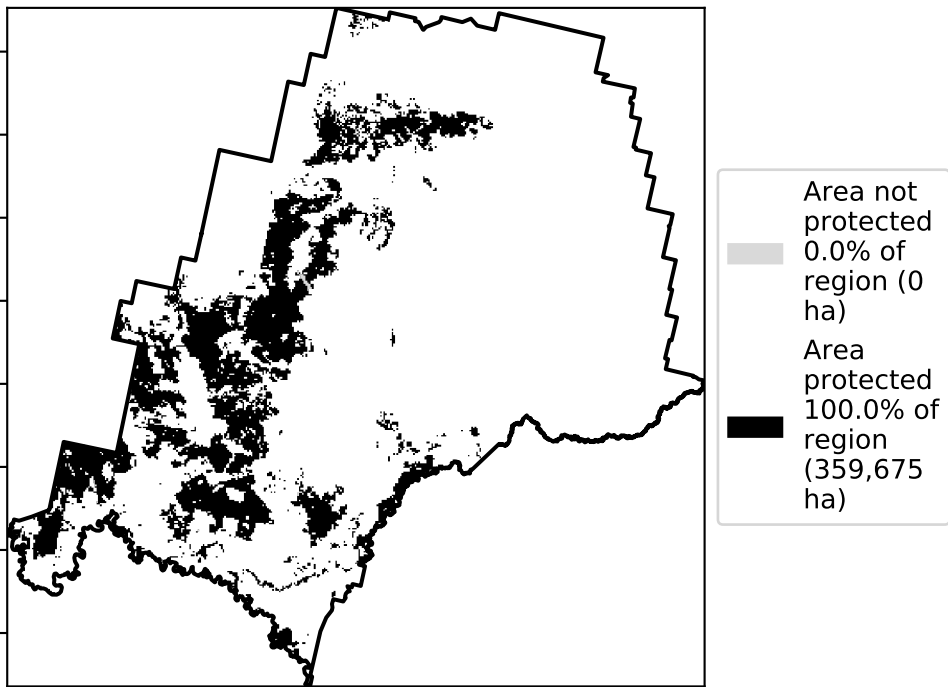 Area not
protected
0.0% of
region (0
ha)
Area
protected
100.0% of
region
(359,675
ha)